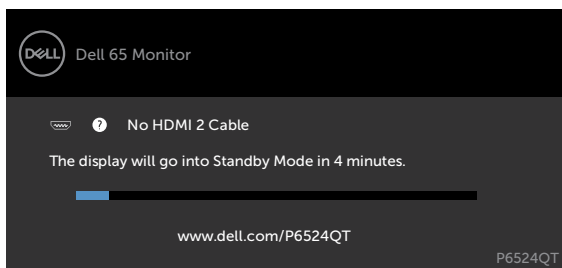 DELL Dell 65 Monitor
? No HDMI 2 Cable
The display will go into Standby Mode in 4 minutes.
www.dell.com/P6524QT
P6524QT